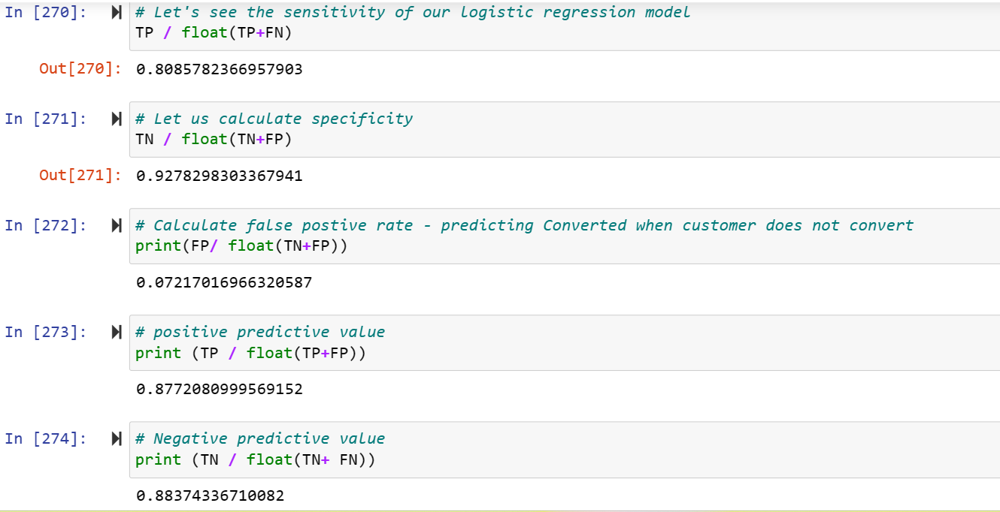 In [270]: # Let's see the sensitivity of our logistic regression model
TP / float(TP+FN)
Out[270]: 0.8085782366957903
In [271]: # Let us calculate specificity
TN / float(TN+FP)
Out[271]: 0.9278298303367941
In [272]: # Calculate false postive rate - predicting Converted when customer does not convert
print(FP/ float(TN+FP))
0.07217016966320587
In [273]: # positive predictive value
print (TP / float(TP+FP))
0.8772080999569152
In [274]: # Negative predictive value
print (TN / float(TN+ FN))
0.88374336710082